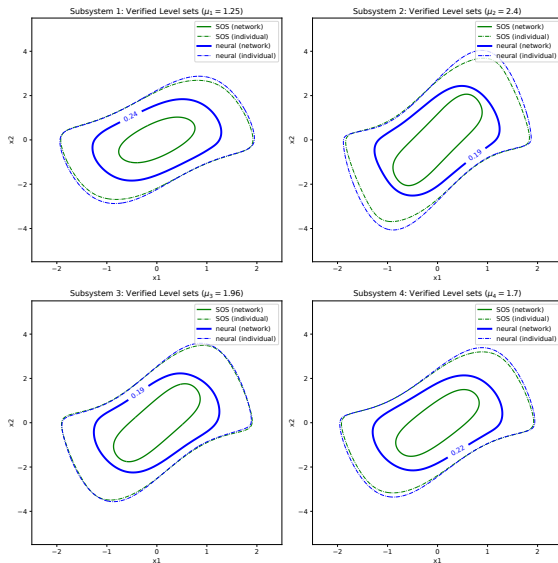 Subsystem 1: Verified Level sets (μ₁ = 1.25)
SOS (network)
SOS (individual)
neural (network)
neural (individual)
0.24
4
2
0
−2
−4
x2
−2
−1
0
1
2
x1
Subsystem 2: Verified Level sets (μ₂ = 2.4)
SOS (network)
SOS (individual)
neural (network)
neural (individual)
0.19
4
2
0
−2
−4
x2
−2
−1
0
1
2
x1
Subsystem 3: Verified Level sets (μ₃ = 1.96)
SOS (network)
SOS (individual)
neural (network)
neural (individual)
0.19
4
2
0
−2
−4
x2
−2
−1
0
1
2
x1
Subsystem 4: Verified Level sets (μ₄ = 1.7)
SOS (network)
SOS (individual)
neural (network)
neural (individual)
0.22
4
2
0
−2
−4
x2
−2
−1
0
1
2
x1